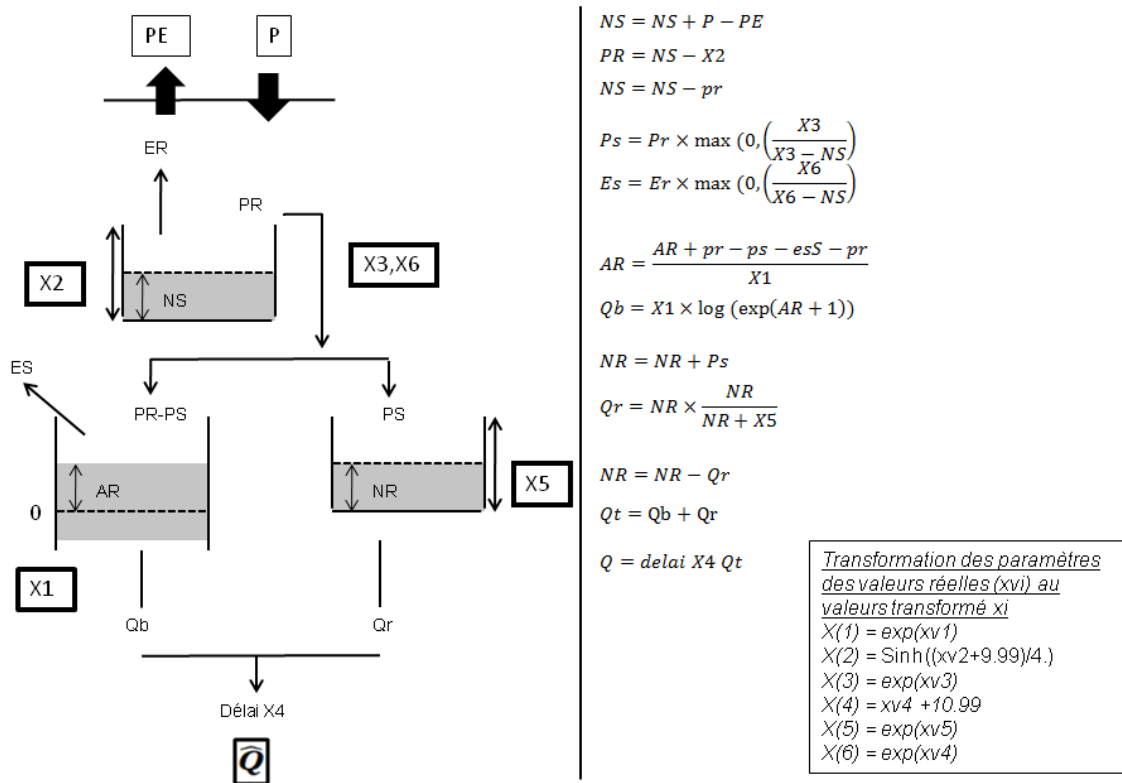 PE
P
ER
PR
X2
X3,X6
NS
ES
PR-PS
PS
AR
NR
X5
0
X1
Qb
Qr
Délai X4
Q̂
NS = NS + P − PE
PR = NS − X2
NS = NS − pr
Ps = Pr × max (0,(X3/(X3 − NS))
Es = Er × max (0,(X6/(X6 − NS))
AR = (AR + pr − ps − esS − pr)/X1
Qb = X1 × log (exp(AR + 1))
NR = NR + Ps
Qr = NR × NR/(NR + X5)
NR = NR − Qr
Qt = Qb + Qr
Q = delai X4 Qt
Transformation des paramètres
des valeurs réelles (xvi) au
valeurs transformé xi
X(1) = exp(xv1)
X(2) = Sinh((xv2+9.99)/4.)
X(3) = exp(xv3)
X(4) = xv4 +10.99
X(5) = exp(xv5)
X(6) = exp(xv4)